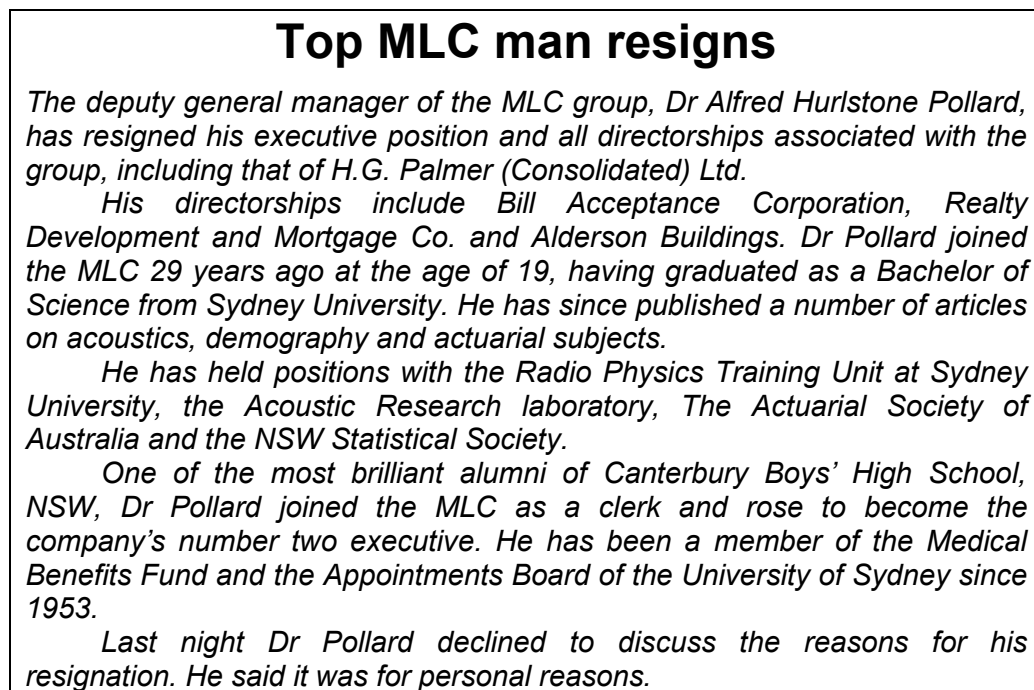 Top MLC man resigns
The deputy general manager of the MLC group, Dr Alfred Hurlstone Pollard,
has resigned his executive position and all directorships associated with the
group, including that of H.G. Palmer (Consolidated) Ltd.
His directorships include Bill Acceptance Corporation, Realty
Development and Mortgage Co. and Alderson Buildings. Dr Pollard joined
the MLC 29 years ago at the age of 19, having graduated as a Bachelor of
Science from Sydney University. He has since published a number of articles
on acoustics, demography and actuarial subjects.
He has held positions with the Radio Physics Training Unit at Sydney
University, the Acoustic Research laboratory, The Actuarial Society of
Australia and the NSW Statistical Society.
One of the most brilliant alumni of Canterbury Boys’ High School,
NSW, Dr Pollard joined the MLC as a clerk and rose to become the
company’s number two executive. He has been a member of the Medical
Benefits Fund and the Appointments Board of the University of Sydney since
1953.
Last night Dr Pollard declined to discuss the reasons for his
resignation. He said it was for personal reasons.